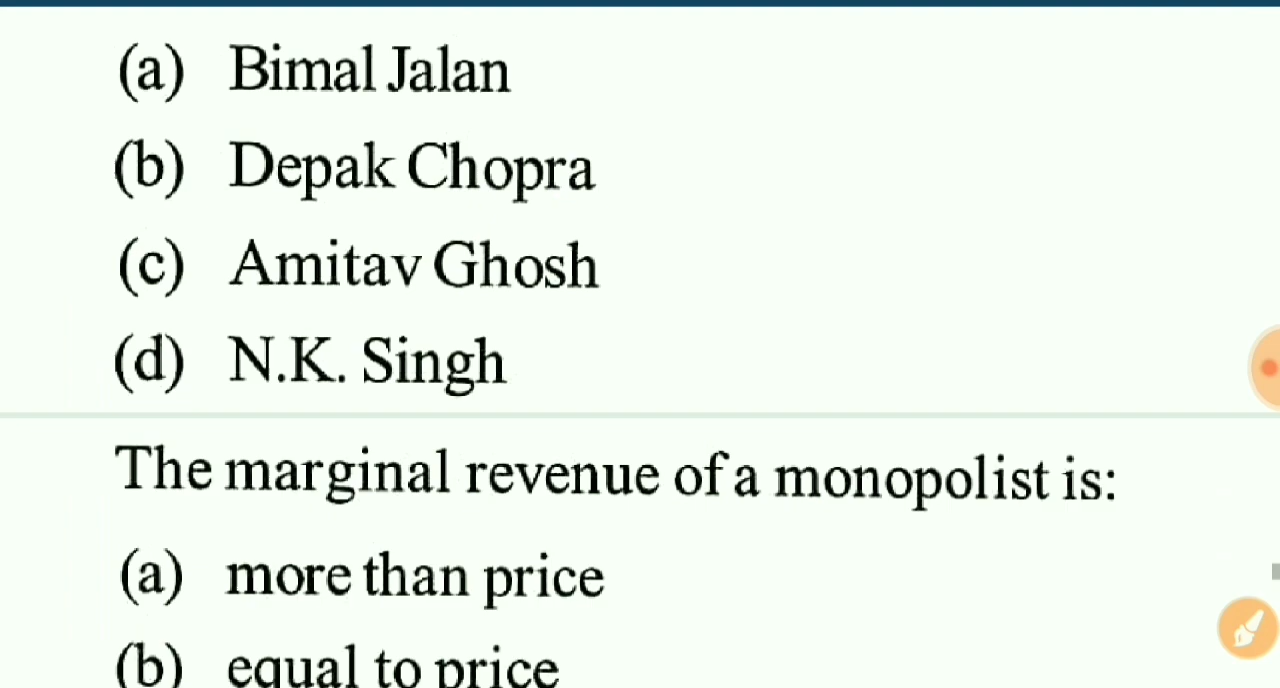 (a) Bimal Jalan
(b) Depak Chopra
(c) Amitav Ghosh
(d) N.K. Singh
The marginal revenue of a monopolist is:
(a) more than price
(b) equal to price